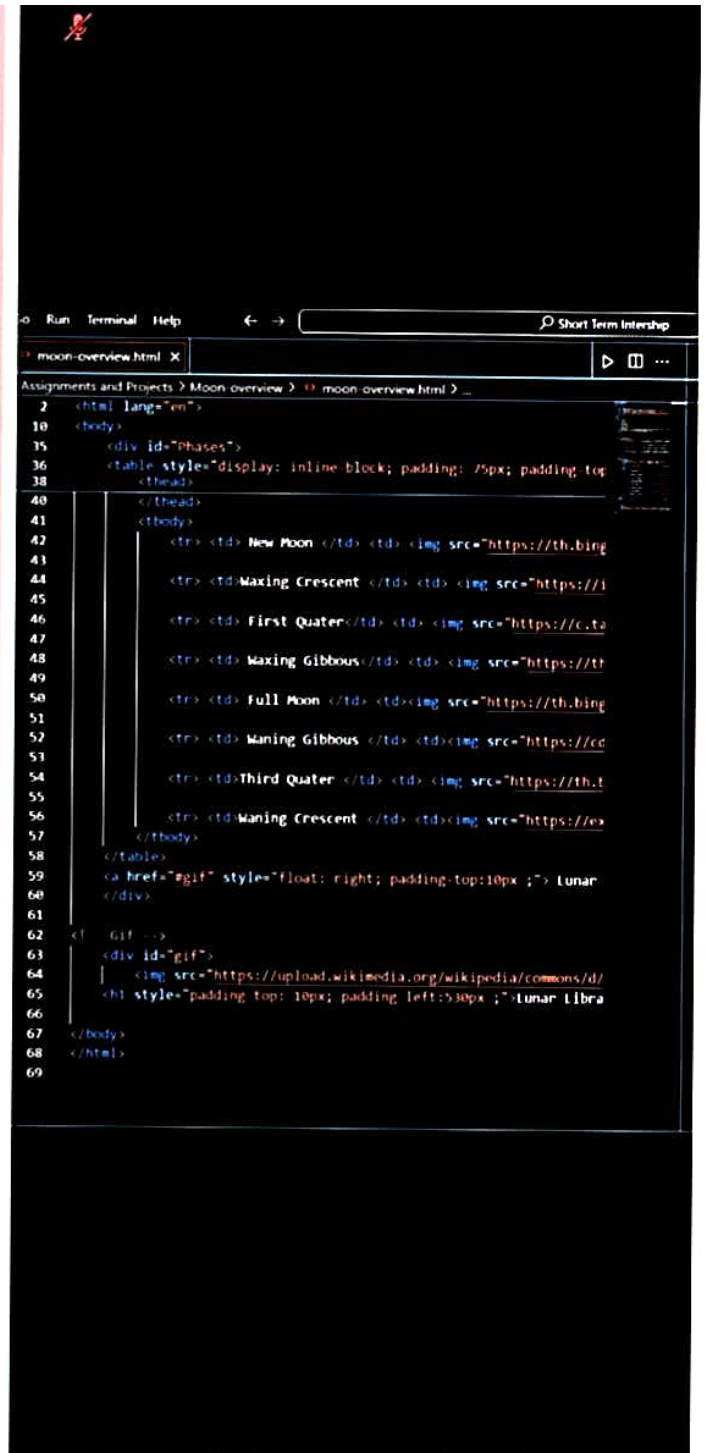 Run Terminal Help ← → Short Term Intership
moon-overview.html X
Assignments and Projects > Moon-overview > moon-overview.html > ...
2 <html lang="en">
10 <body>
35 <div id="Phases">
36 <table style="display: inline-block; padding: 75px; padding-top
38 <thead>
40 </thead>
41 <tbody>
42 <tr> <td> New Moon </td> <td> <img src="https://th.bing
43
44 <tr> <td>Waxing Crescent </td> <td> <img src="https://i
45
46 <tr> <td> First Quater</td> <td> <img src="https://c.ta
47
48 <tr> <td> Waxing Gibbous</td> <td> <img src="https://th
49
50 <tr> <td> Full Moon </td> <td><img src="https://th.bing
51
52 <tr> <td> Waning Gibbous </td> <td><img src="https://cd
53
54 <tr> <td>Third Quater </td> <td> <img src="https://th.b
55
56 <tr> <td>Waning Crescent </td> <td><img src="https://ex
57 </tbody>
58 </table>
59 <a href="#gif" style="float: right; padding-top:10px ;"> Lunar
60 </div>
61
62 <!-- Gif -->
63 <div id="gif">
64 <img src="https://upload.wikimedia.org/wikipedia/commons/d/
65 <h1 style="padding-top: 10px; padding-left:530px ;">Lunar Libra
66
67 </body>
68 </html>
69